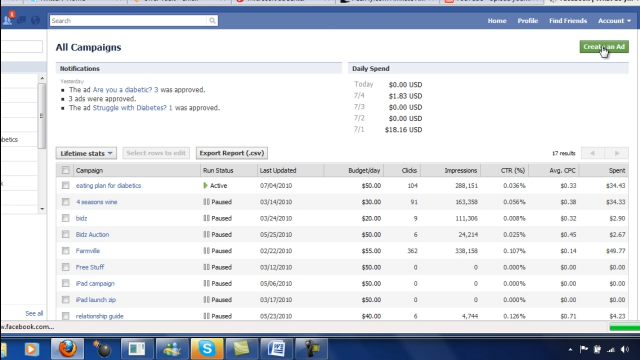 Search
Home Profile Find Friends Account
All Campaigns
Create an Ad
Notifications
Yesterday
The ad Are you a diabetic? 3 was approved.
3 ads were approved.
The ad Struggle with Diabetes? 1 was approved.
Daily Spend
Today $0.00 USD
7/4 $1.83 USD
7/3 $0.00 USD
7/2 $0.00 USD
7/1 $18.16 USD
abetics
Lifetime stats Select rows to edit Export Report (.csv) 17 results
Campaign Run Status Last Updated Budget/day Clicks Impressions CTR (%) Avg. CPC Spent
eating plan for diabetics Active 07/04/2010 $50.00 104 288,151 0.036% $0.33 $34.43
4 seasons wine Paused 03/14/2010 $30.00 91 163,358 0.056% $0.38 $34.33
bidz Paused 03/24/2010 $20.00 9 111,306 0.008% $0.32 $2.90
Bidz Auction Paused 05/25/2010 $50.00 6 24,214 0.025% $0.45 $2.67
Farmville Paused 02/22/2010 $55.00 362 338,158 0.107% $0.14 $49.77
Free Stuff Paused 03/12/2010 $50.00 0 0 0.000% $0.00 $0.00
iPad campaign Paused 05/06/2010 $50.00 0 0 0.000% $0.00 $0.00
iPad launch zip Paused 03/17/2010 $50.00 0 0 0.000% $0.00 $0.00
relationship guide Paused 05/23/2010 $40.00 6 4,744 0.126% $0.71 $4.23
See all
w.facebook.com...